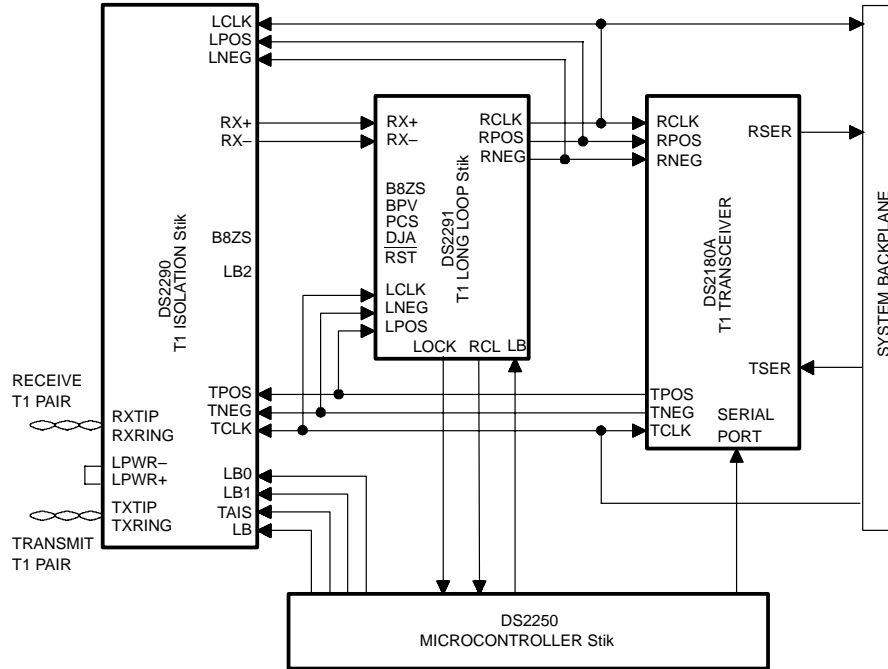 LCLK
LPOS
LNEG
RX+
RX–
B8ZS
LB2
DS2290
T1 ISOLATION Stik
TPOS
TNEG
TCLK
LB0
LB1
TAIS
LB
RECEIVE
T1 PAIR
RXTIP
RXRING
LPWR–
LPWR+
TXTIP
TXRING
TRANSMIT
T1 PAIR
RX+
RX–
B8ZS
BPV
PCS
DJA
RST
LCLK
LNEG
LPOS
DS2291
T1 LONG LOOP Stik
RCLK
RPOS
RNEG
LOCK RCL LB
RCLK
RPOS
RNEG
RSER
DS2180A
T1 TRANSCEIVER
TSER
TPOS
TNEG
TCLK
SERIAL
PORT
SYSTEM BACKPLANE
DS2250
MICROCONTROLLER Stik